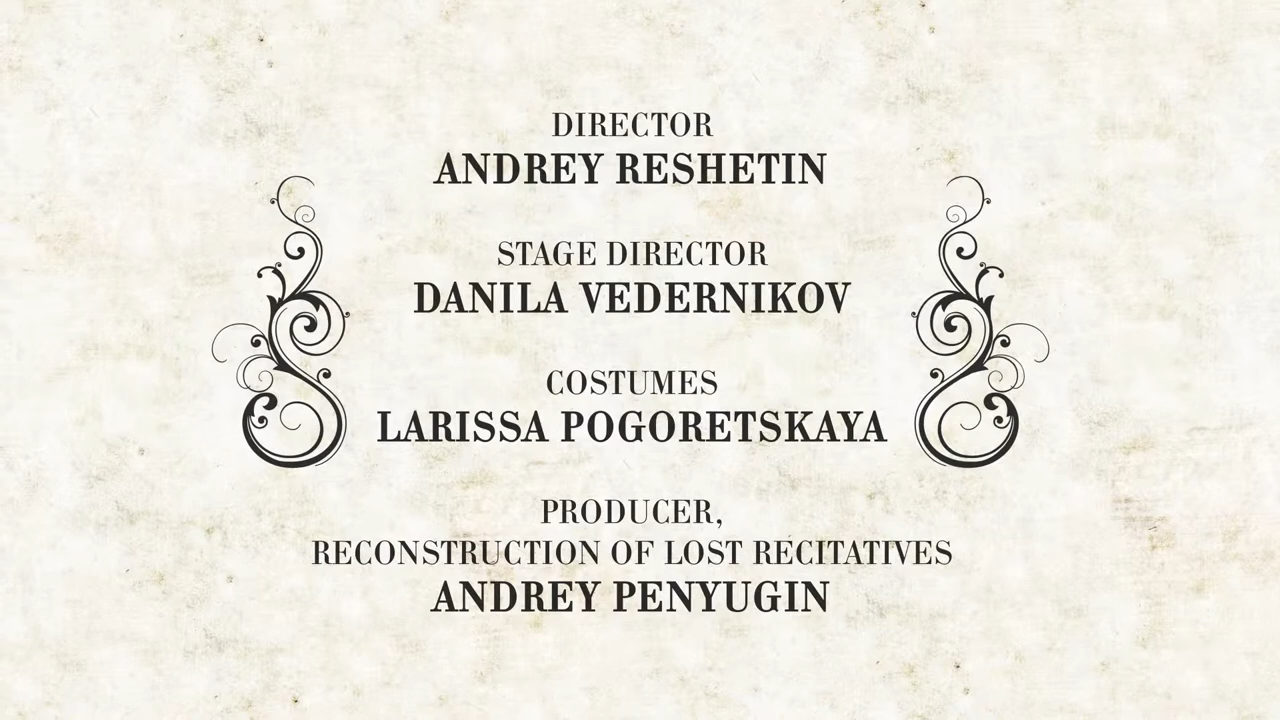 DIRECTOR
ANDREY RESHETIN
STAGE DIRECTOR
DANILA VEDERNIKOV
COSTUMES
LARISSA POGORETSKAYA
PRODUCER,
RECONSTRUCTION OF LOST RECITATIVES
ANDREY PENYUGIN